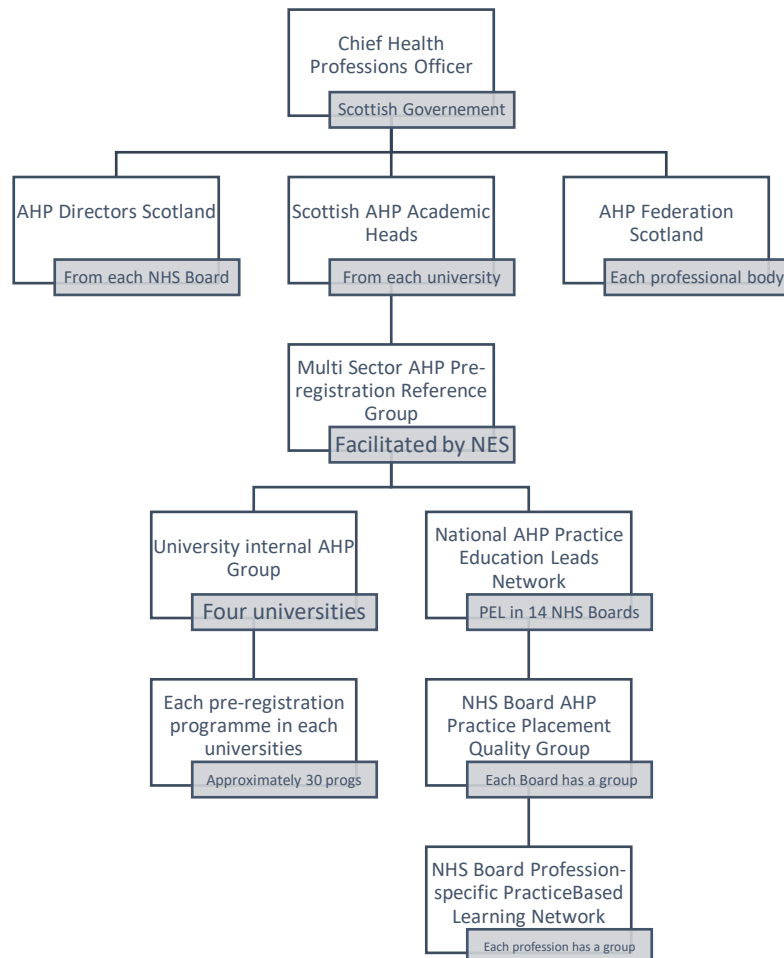 Chief Health
Professions Officer
Scottish Governement
AHP Directors Scotland
From each NHS Board
Scottish AHP Academic
Heads
From each university
AHP Federation
Scotland
Each professional body
Multi Sector AHP Pre-
registration Reference
Group
Facilitated by NES
University internal AHP
Group
Four universities
National AHP Practice
Education Leads
Network
PEL in 14 NHS Boards
Each pre-registration
programme in each
universities
Approximately 30 progs
NHS Board AHP
Practice Placement
Quality Group
Each Board has a group
NHS Board Profession-
specific PracticeBased
Learning Network
Each profession has a group